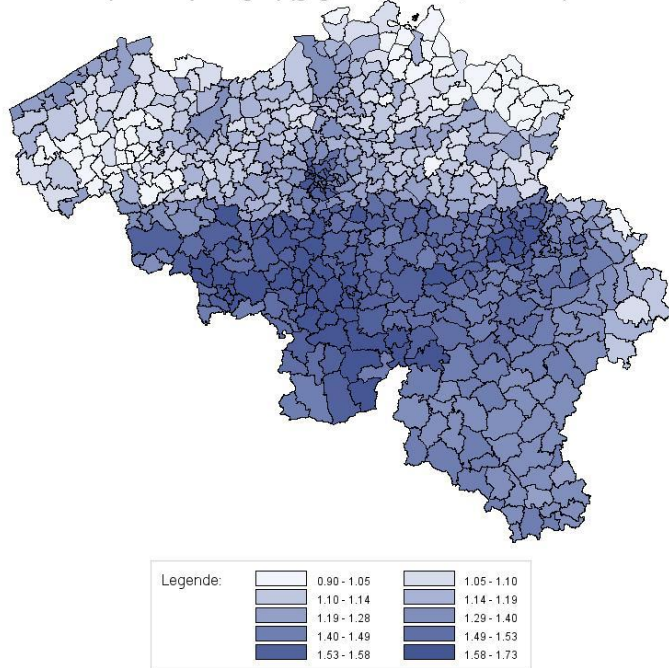 Legende:
0.90 - 1.05 1.05 - 1.10
1.10 - 1.14 1.14 - 1.19
1.19 - 1.28 1.29 - 1.40
1.40 - 1.49 1.49 - 1.53
1.53 - 1.58 1.58 - 1.73